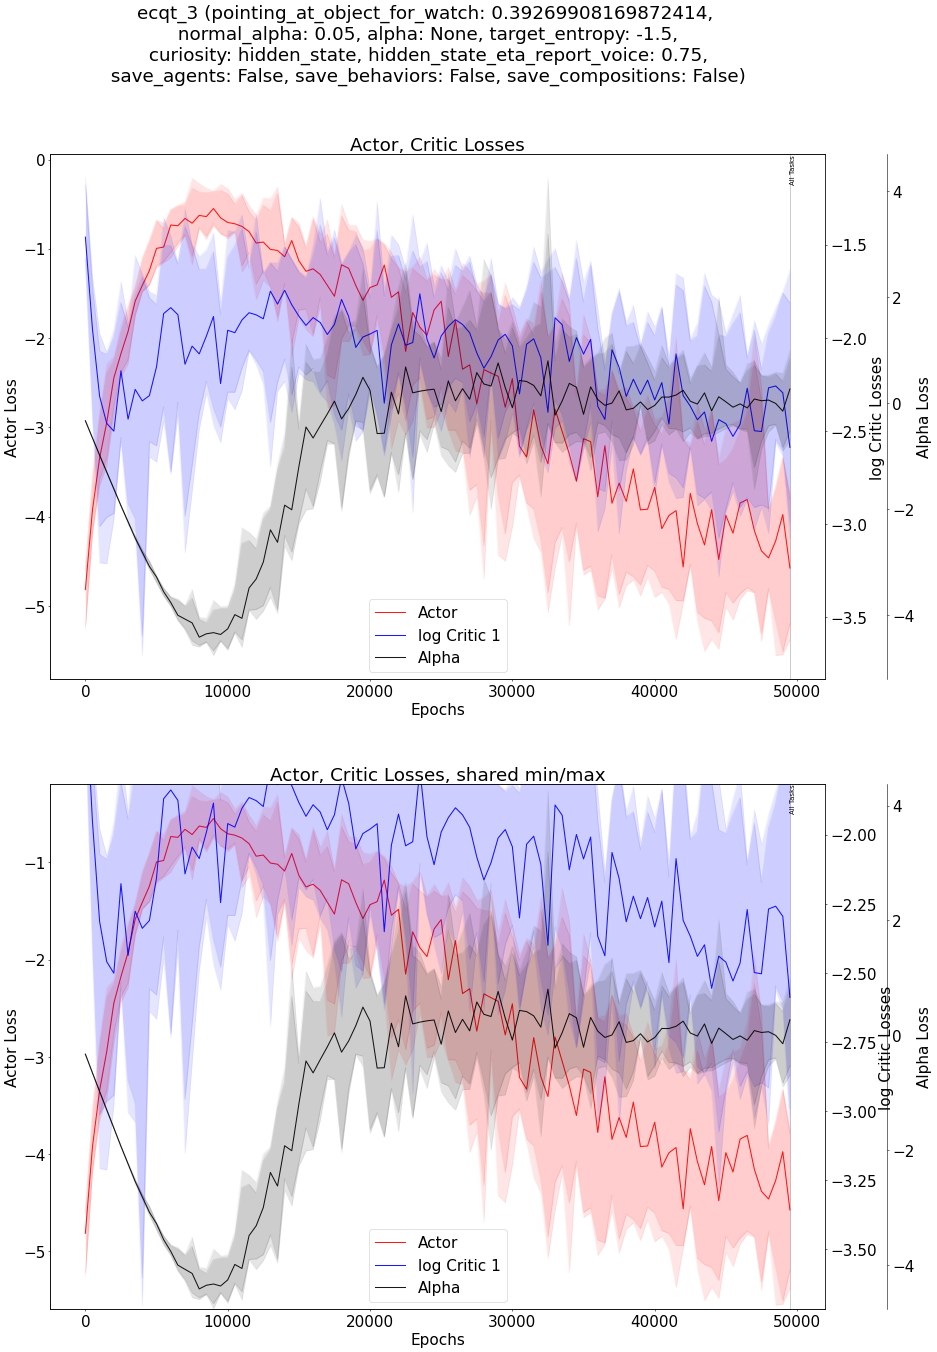 ecqt_3 (pointing_at_object_for_watch: 0.39269908169872414,
normal_alpha: 0.05, alpha: None, target_entropy: -1.5,
curiosity: hidden_state, hidden_state_eta_report_voice: 0.75,
save_agents: False, save_behaviors: False, save_compositions: False)
Actor, Critic Losses
All Tasks
0
−1
−2
−3
−4
−5
Actor Loss
−1.5
−2.0
−2.5
−3.0
−3.5
log Critic Losses
4
2
0
−2
−4
Alpha Loss
Actor
log Critic 1
Alpha
0 10000 20000 30000 40000 50000
Epochs
Actor, Critic Losses, shared min/max
All Tasks
−1
−2
−3
−4
−5
Actor Loss
−2.00
−2.25
−2.50
−2.75
−3.00
−3.25
−3.50
log Critic Losses
4
2
0
−2
−4
Alpha Loss
Actor
log Critic 1
Alpha
0 10000 20000 30000 40000 50000
Epochs